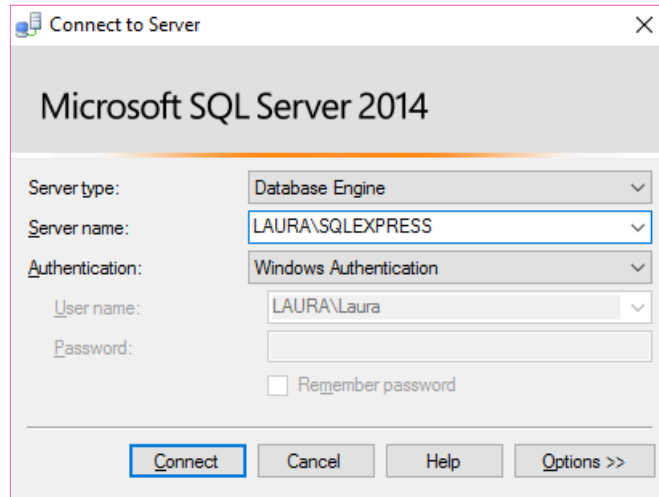 Connect to Server
Microsoft SQL Server 2014
Server type: Database Engine
Server name: LAURA\SQLEXPRESS
Authentication: Windows Authentication
User name: LAURA\Laura
Password:
Remember password
Connect Cancel Help Options >>